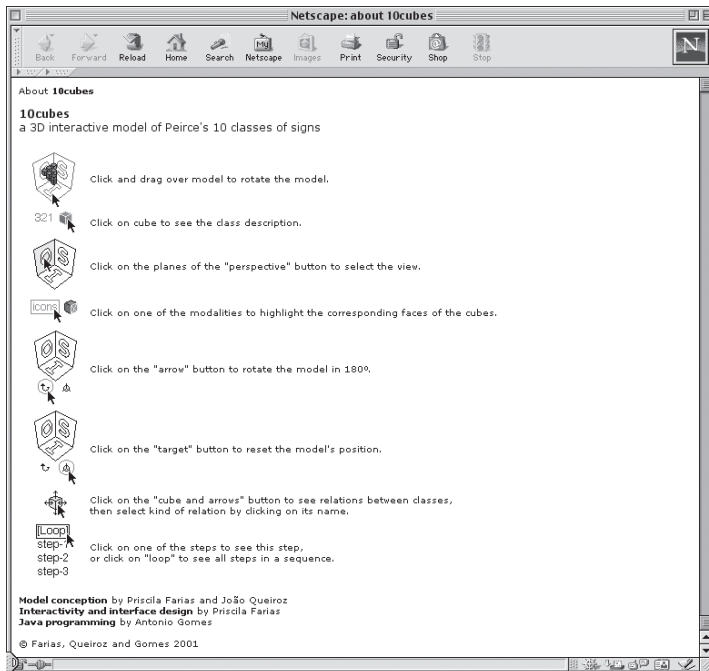 Netscape: about 10cubes
Back Forward Reload Home Search Netscape Images Print Security Shop Stop
My
N
About 10cubes
10cubes
a 3D interactive model of Peirce's 10 classes of signs
O S I
Click and drag over model to rotate the model.
321
Click on cube to see the class description.
O S I
Click on the planes of the "perspective" button to select the view.
icons
Click on one of the modalities to highlight the corresponding faces of the cubes.
O S I
Click on the "arrow" button to rotate the model in 180º.
O S I
Click on the "target" button to reset the model's position.
Click on the "cube and arrows" button to see relations between classes,
then select kind of relation by clicking on its name.
[Loop]
step-1
step-2
step-3
Click on one of the steps to see this step,
or click on "loop" to see all steps in a sequence.
Model conception by Priscila Farias and João Queiroz
Interactivity and interface design by Priscila Farias
Java programming by Antonio Gomes
© Farias, Queiroz and Gomes 2001